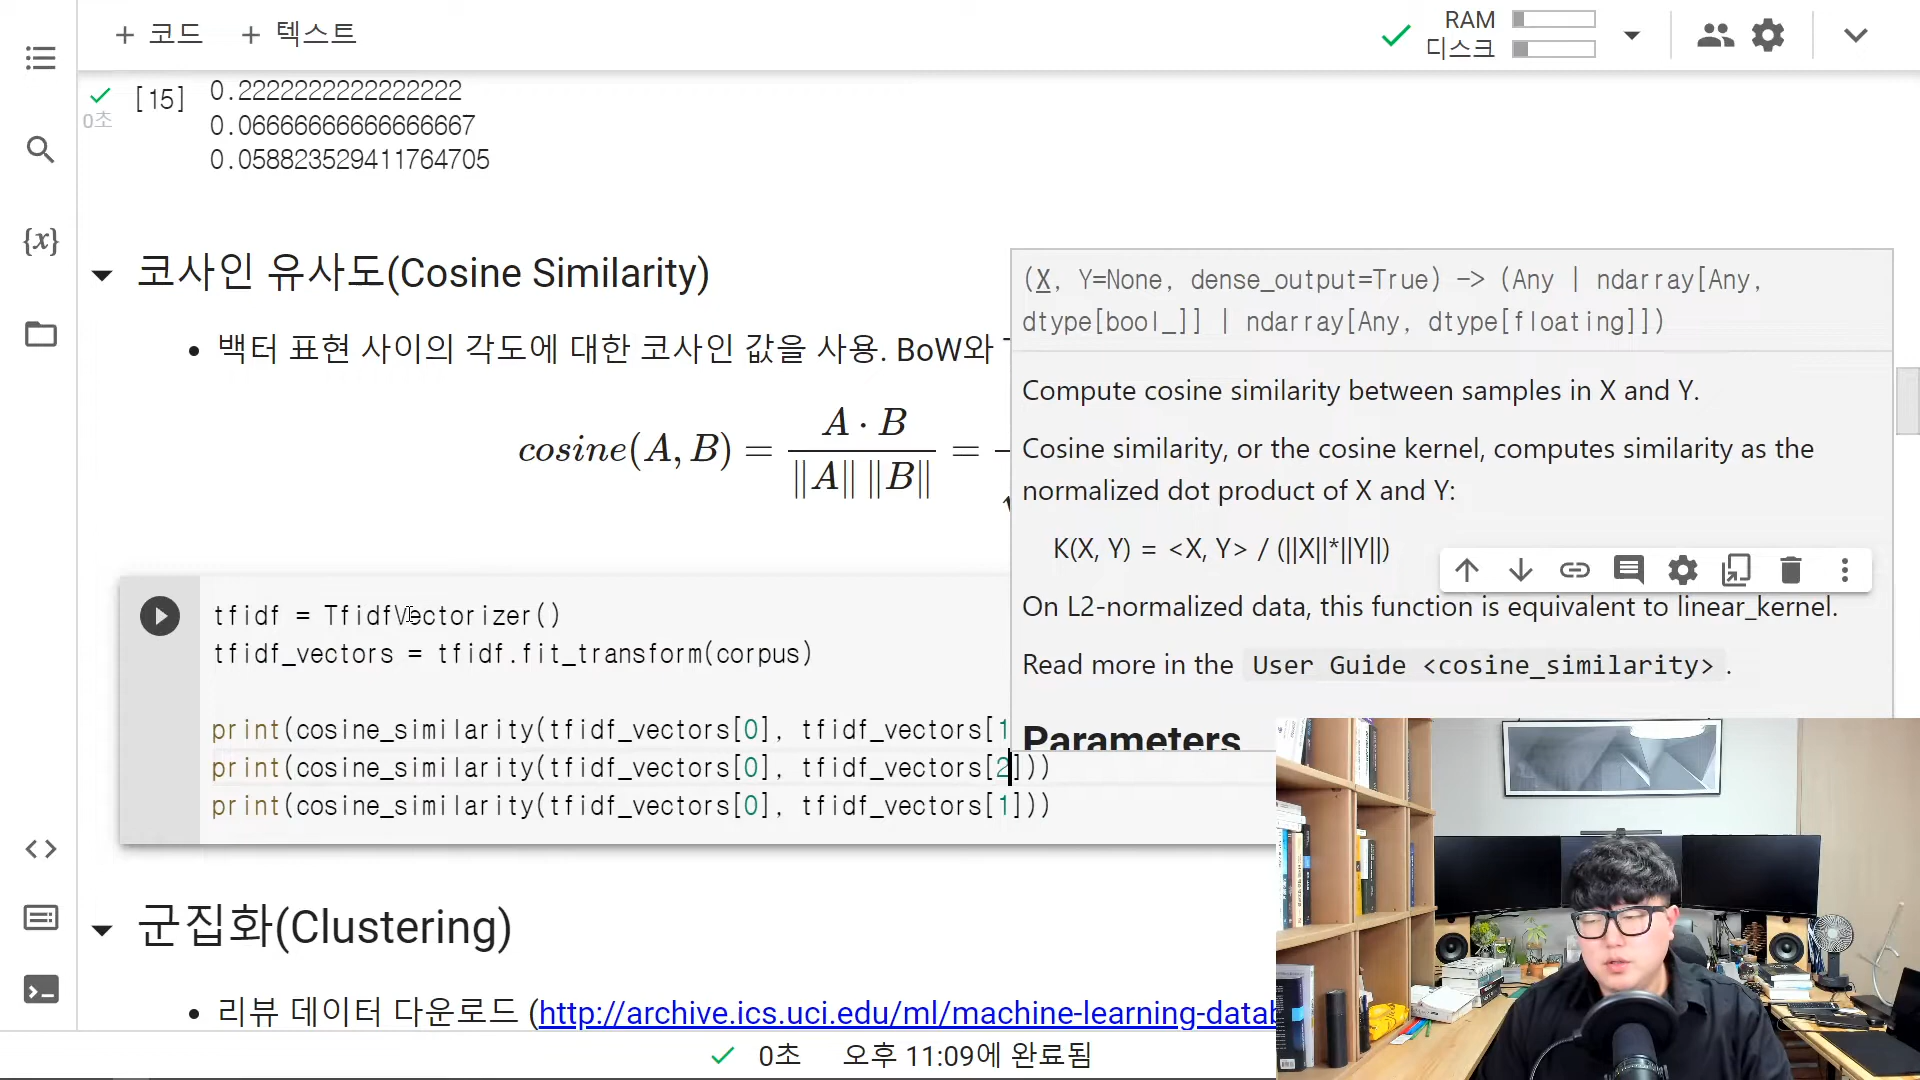 + 코드 + 텍스트
RAM
디스크
[15]
0초
0.2222222222222222
0.06666666666666667
0.058823529411764705
{x}
코사인 유사도(Cosine Similarity)
백터 표현 사이의 각도에 대한 코사인 값을 사용. BoW와
cosine(A, B) = A · B / ‖A‖ ‖B‖ =
(X, Y=None, dense_output=True) -> (Any | ndarray[Any,
dtype[bool_]] | ndarray[Any, dtype[floating]])
Compute cosine similarity between samples in X and Y.
Cosine similarity, or the cosine kernel, computes similarity as the
normalized dot product of X and Y:
K(X, Y) = <X, Y> / (||X||*||Y||)
On L2-normalized data, this function is equivalent to linear_kernel.
Read more in the User Guide <cosine_similarity> .
Parameters
tfidf = TfidfVectorizer()
tfidf_vectors = tfidf.fit_transform(corpus)
print(cosine_similarity(tfidf_vectors[0], tfidf_vectors[1
print(cosine_similarity(tfidf_vectors[0], tfidf_vectors[2]))
print(cosine_similarity(tfidf_vectors[0], tfidf_vectors[1]))
군집화(Clustering)
리뷰 데이터 다운로드 (http://archive.ics.uci.edu/ml/machine-learning-datab
0초 오후 11:09에 완료됨